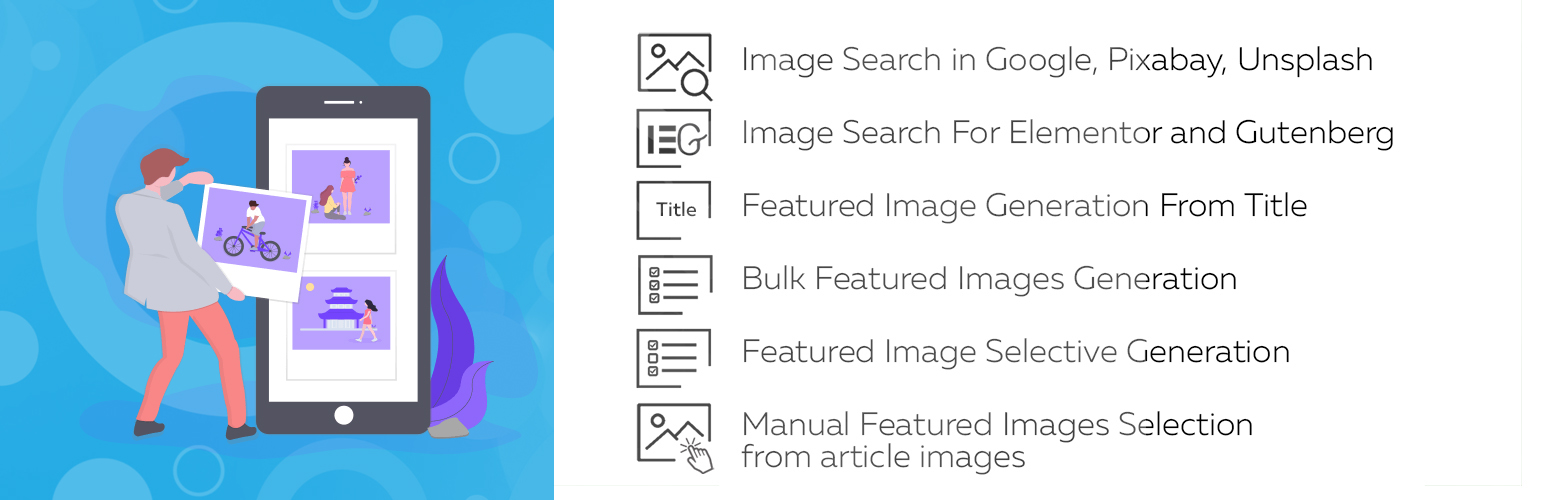 Image Search in Google, Pixabay, Unsplash
IEG
Image Search For Elementor and Gutenberg
Title
Featured Image Generation From Title
Bulk Featured Images Generation
Featured Image Selective Generation
Manual Featured Images Selection
from article images